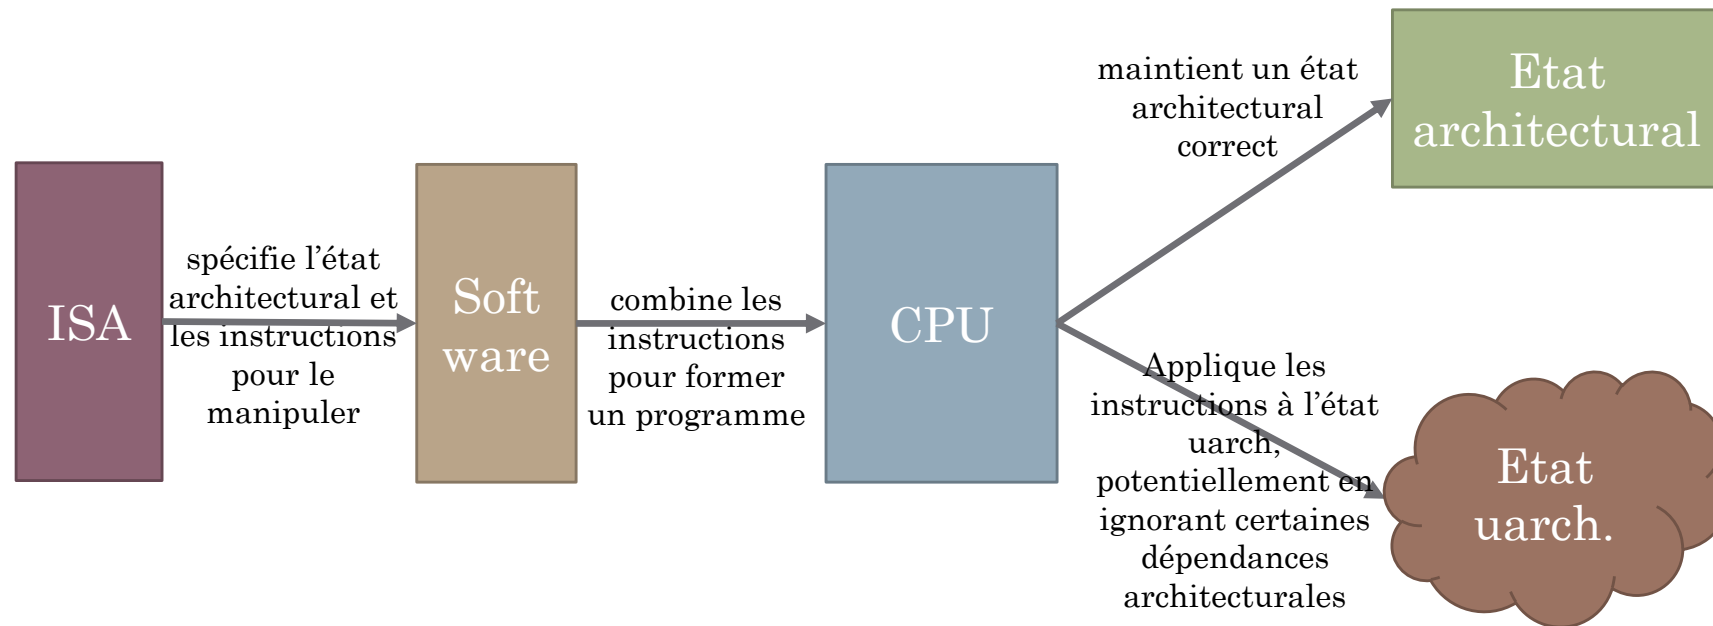 ISA
spécifie l’état
architectural et
les instructions
pour le
manipuler
Soft
ware
combine les
instructions
pour former
un programme
CPU
maintient un état
architectural
correct
Etat
architectural
Applique les
instructions à l’état
uarch,
potentiellement en
ignorant certaines
dépendances
architecturales
Etat
uarch.